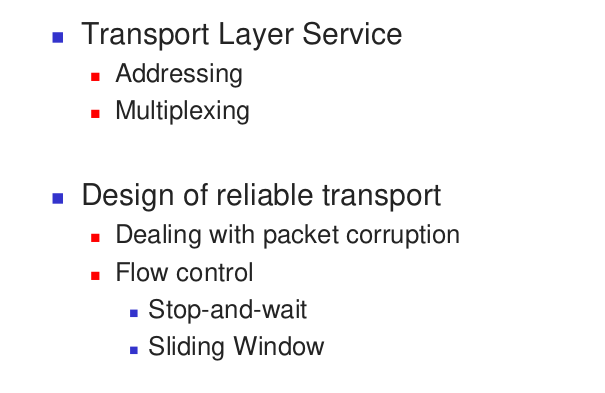 Transport Layer Service
Addressing
Multiplexing
Design of reliable transport
Dealing with packet corruption
Flow control
Stop-and-wait
Sliding Window